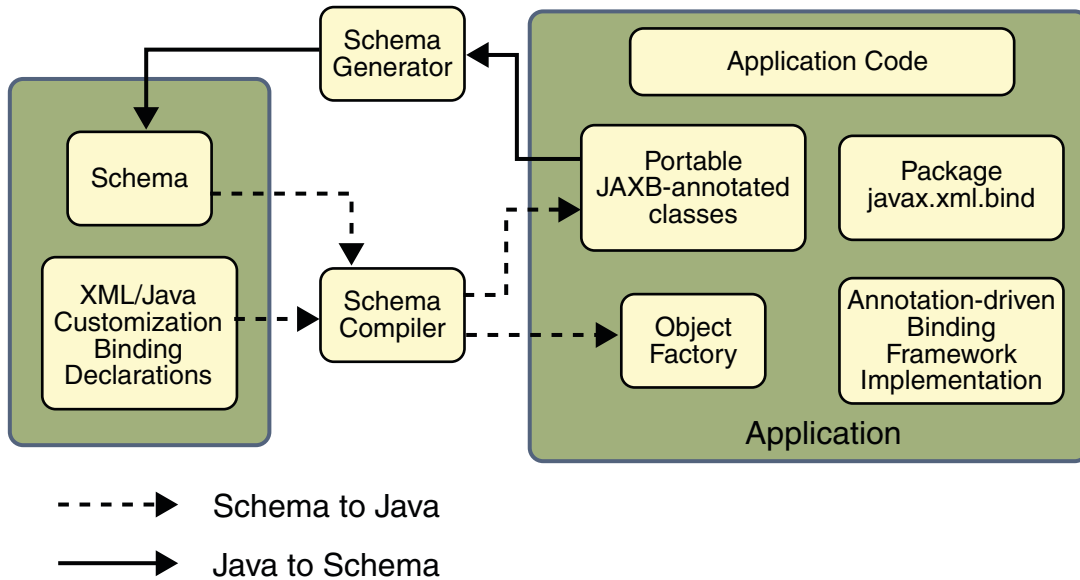 Schema
Generator
Application Code
Schema
Portable
JAXB-annotated
classes
Package
javax.xml.bind
XML/Java
Customization
Binding
Declarations
Schema
Compiler
Object
Factory
Annotation-driven
Binding
Framework
Implementation
Application
Schema to Java
Java to Schema